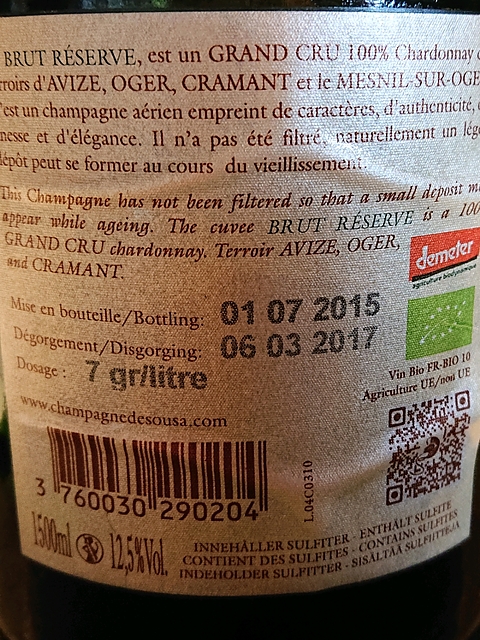 BRUT RÉSERVE, est un GRAND CRU 100% Chardonnay
d'AVIZE, OGER, CRAMANT et le MESNIL-SUR-OGE
est un champagne aérien empreint de caractères, d'authenticité,
et d'élégance. Il n'a pas été filtré, naturellement un
dépôt peut se former au cours du vieillissement.
This Champagne has not been filtered so that a small deposit
appear while ageing. The cuvee BRUT RÉSERVE is a 100
GRAND CRU chardonnay. Terroir AVIZE, OGER,
and CRAMANT.
demeter
agriculture biodynamique
Mise en bouteille/Bottling: 01 07 2015
Dégorgement/Disgorging: 06 03 2017
Dosage : 7 gr/litre
Vin Bio FR-BIO 10
Agriculture UE/non UE
www.champagnedesousa.com
3 760030 290204
L.04C0310
1500ml 12,5%Vol.
INNEHÅLLER SULFITER - ENTHÄLT SULFITE
CONTIENT DES SULFITES - CONTAINS SULFITES
INDEHOLDER SULFITTER - SISÄLTÄÄ SULFIITTEJA